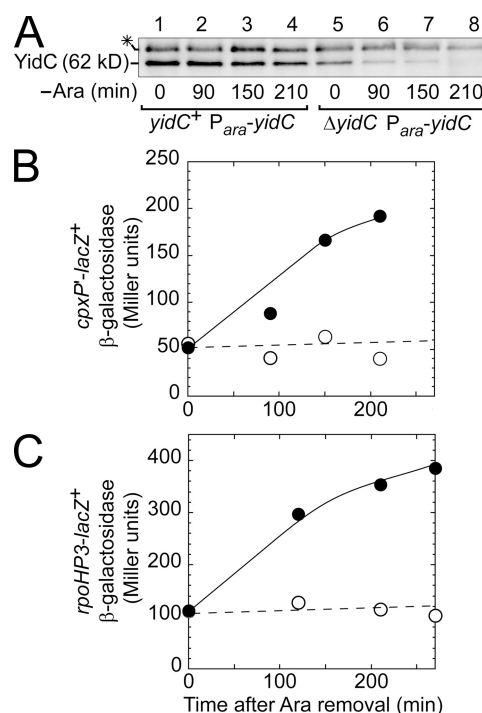 A
1 2 3 4 5 6 7 8
*
YidC (62 kD)
–Ara (min) 0 90 150 210 0 90 150 210
yidC+ Para-yidC ΔyidC Para-yidC
B
cpxP'-lacZ+
β-galactosidase
(Miller units)
250
200
150
100
50
0
0 100 200
C
rpoHP3-lacZ+
β-galactosidase
(Miller units)
400
300
200
100
0
0 100 200
Time after Ara removal (min)